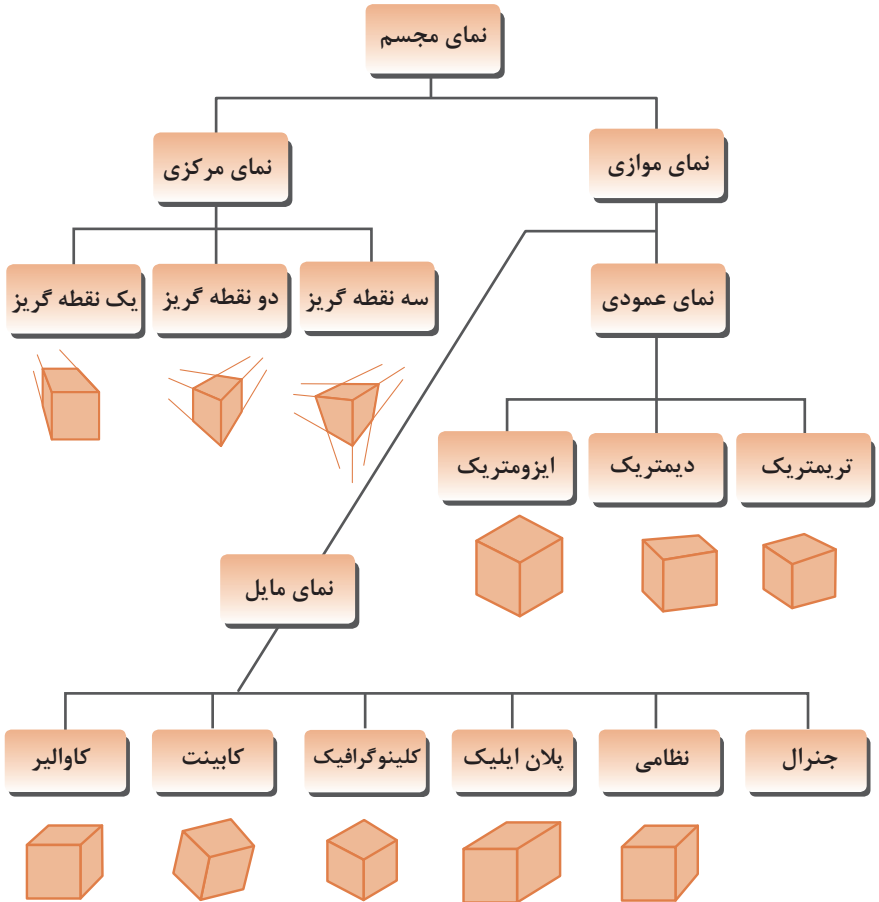 نمای مجسم
نمای موازی
نمای مرکزی
نمای عمودی
سه نقطه گریز
دو نقطه گریز
یک نقطه گریز
تریمتریک
دیمتریک
ایزومتریک
نمای مایل
جنرال
نظامی
پلان ایلیک
کلینوگرافیک
کابینت
کاوالیر